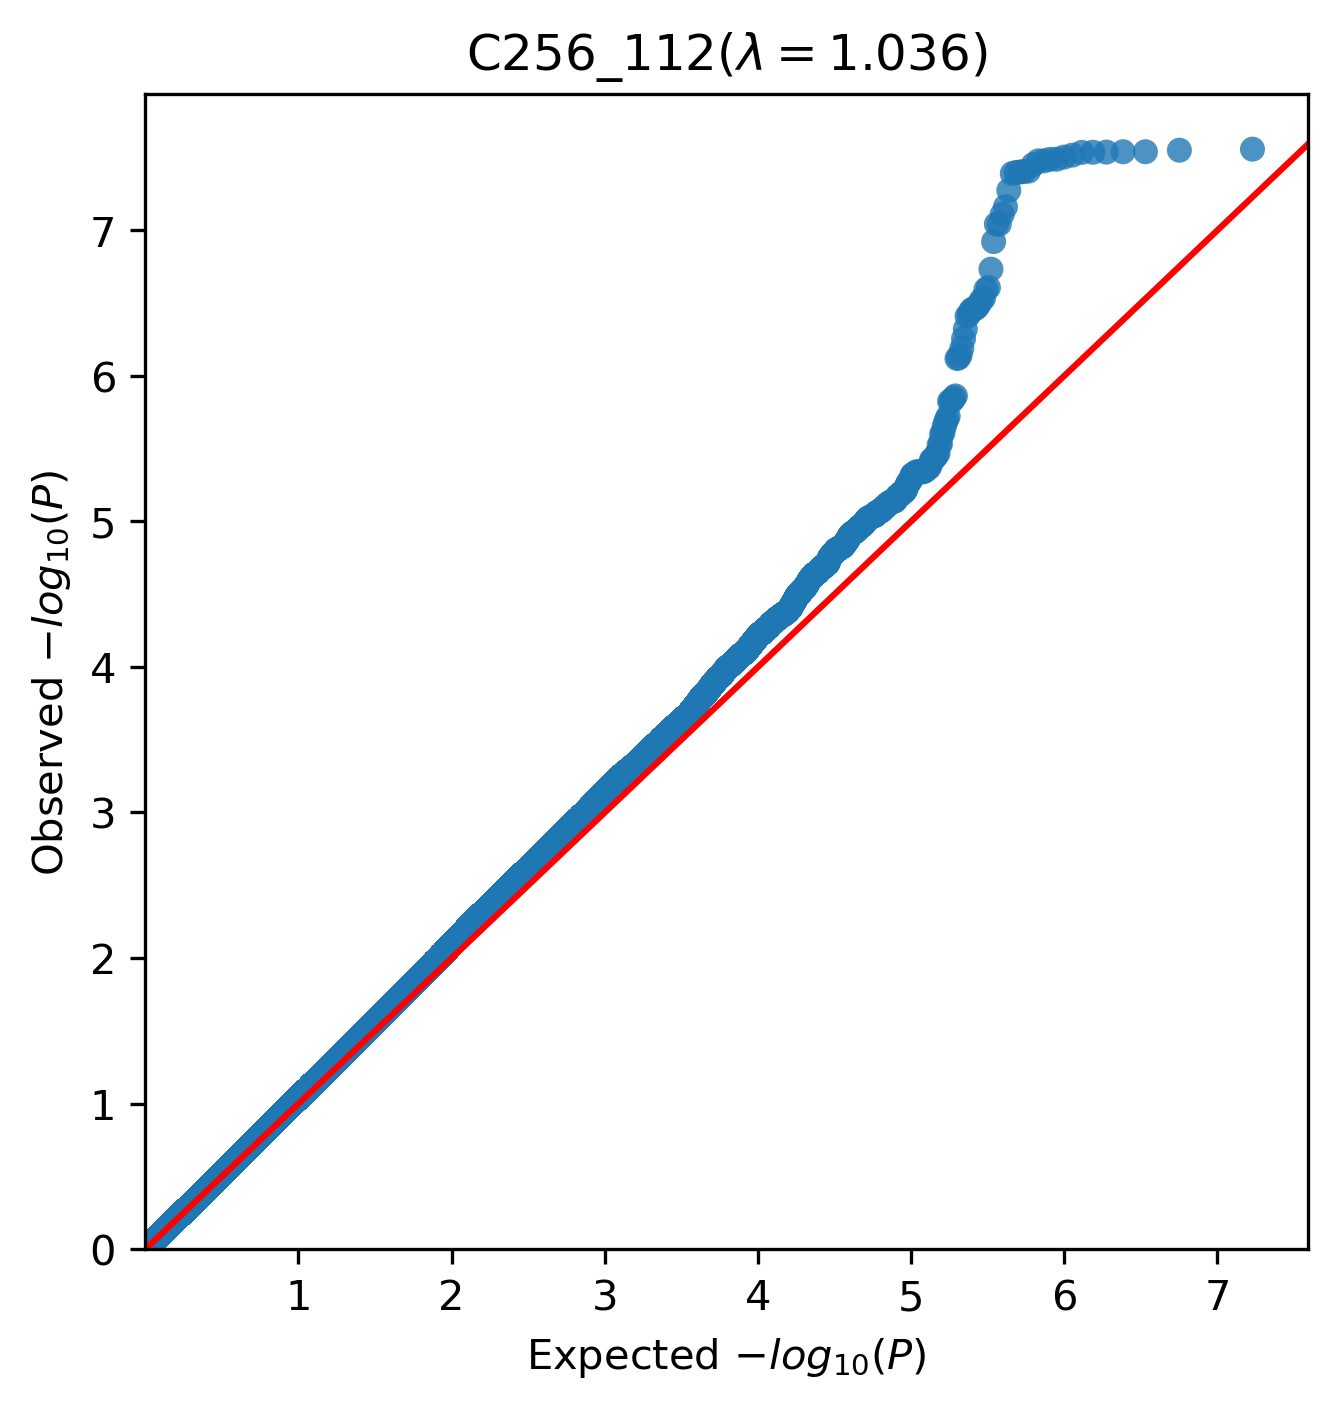 C256_112(λ = 1.036)
Observed −log₁₀(P)
7
6
5
4
3
2
1
0
1 2 3 4 5 6 7
Expected −log₁₀(P)